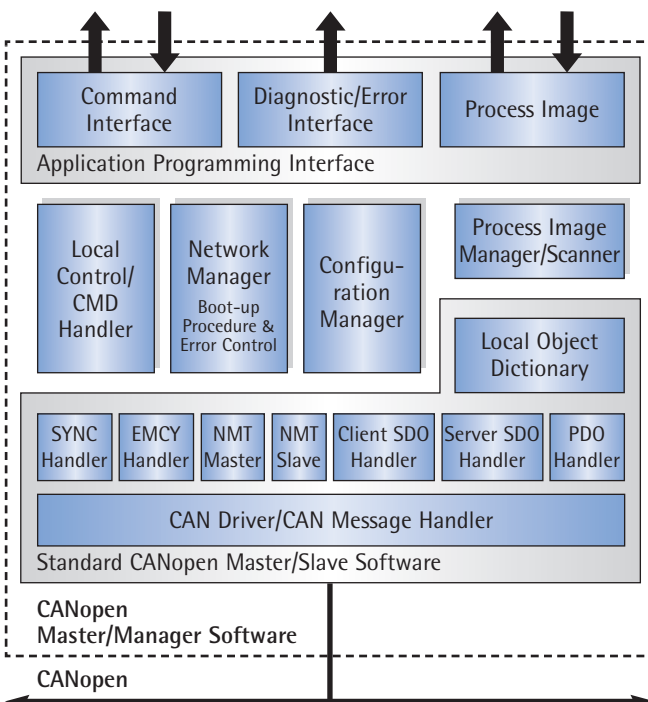 Command
Interface
Diagnostic/Error
Interface
Process Image
Application Programming Interface
Local
Control/
CMD
Handler
Network
Manager
Boot-up
Procedure &
Error Control
Configu-
ration
Manager
Process Image
Manager/Scanner
Local Object
Dictionary
SYNC
Handler
EMCY
Handler
NMT
Master
NMT
Slave
Client SDO
Handler
Server SDO
Handler
PDO
Handler
CAN Driver/CAN Message Handler
Standard CANopen Master/Slave Software
CANopen
Master/Manager Software
CANopen